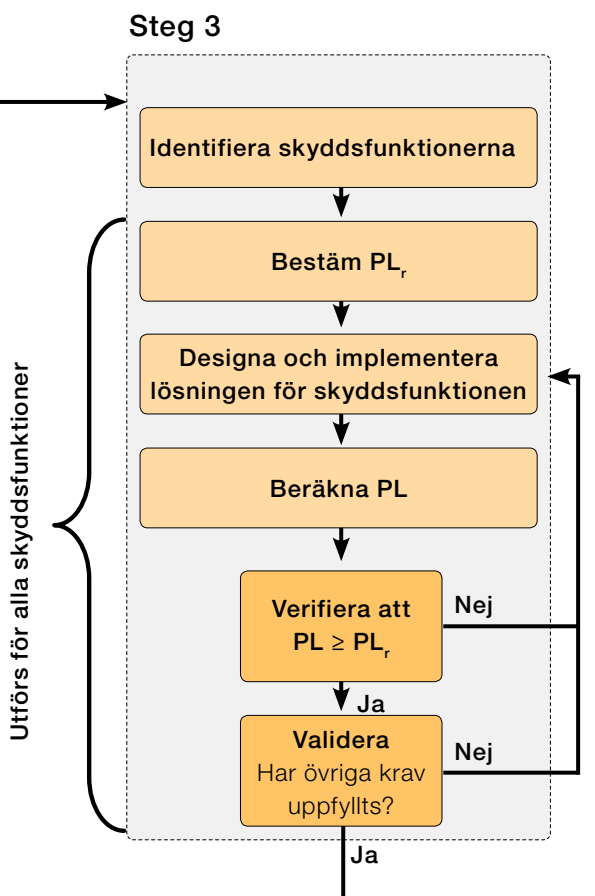 Steg 3
Identifiera skyddsfunktionerna
Bestäm PLr
Designa och implementera
lösningen för skyddsfunktionen
Beräkna PL
Verifiera att
PL ≥ PLr
Nej
Ja
Validera
Har övriga krav
uppfyllts?
Nej
Ja
Utförs för alla skyddsfunktioner